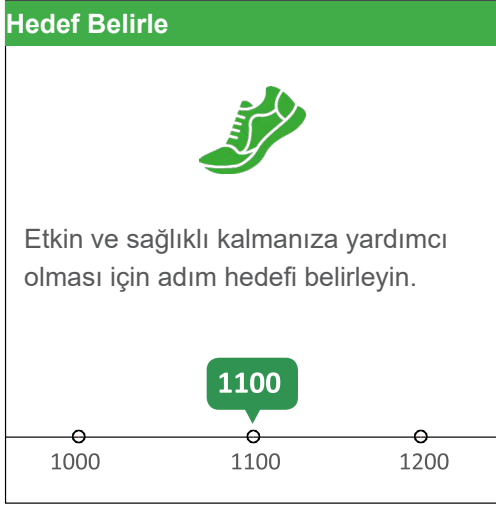 Hedef Belirle
Etkin ve sağlıklı kalmanıza yardımcı
olması için adım hedefi belirleyin.
1100
1000 1100 1200